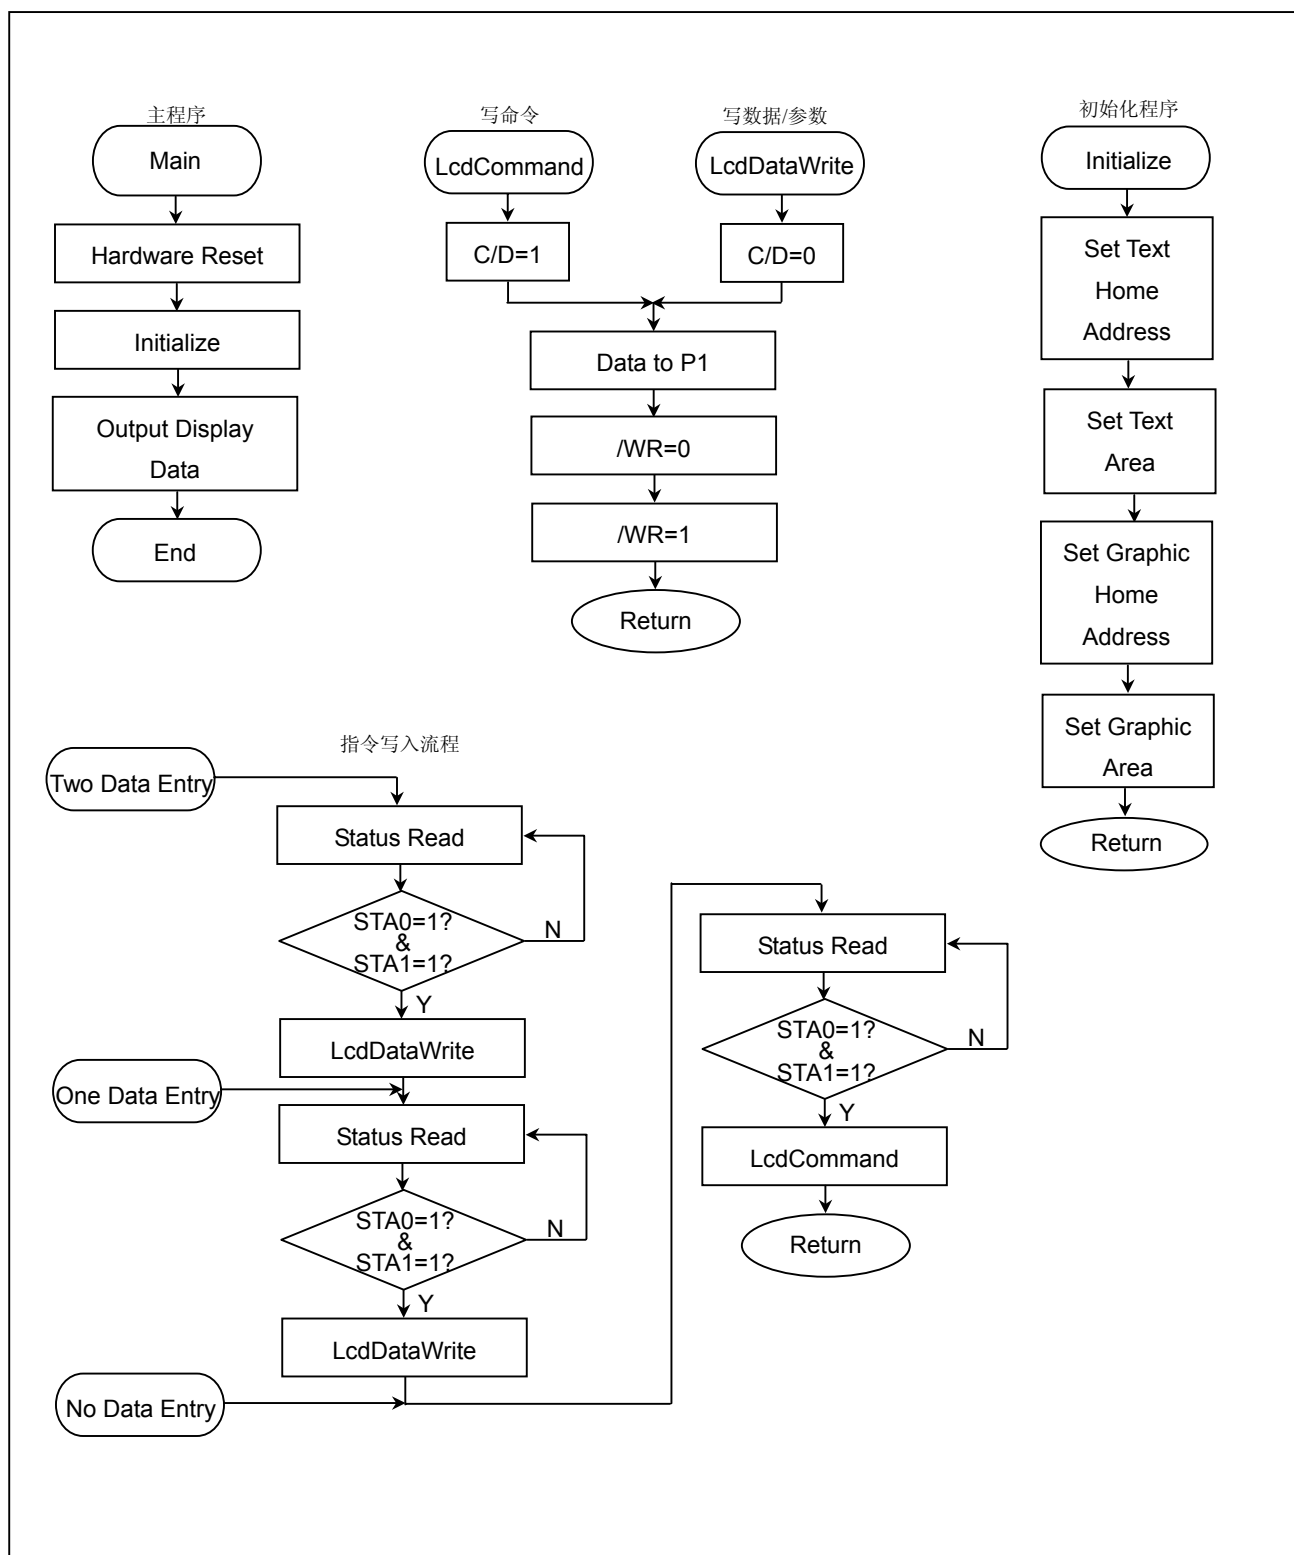 主程序
Main
Hardware Reset
Initialize
Output Display
Data
End
写命令
LcdCommand
C/D=1
写数据/参数
LcdDataWrite
C/D=0
Data to P1
/WR=0
/WR=1
Return
初始化程序
Initialize
Set Text
Home
Address
Set Text
Area
Set Graphic
Home
Address
Set Graphic
Area
Return
指令写入流程
Two Data Entry
Status Read
STA0=1?
&
STA1=1?
N
Y
LcdDataWrite
One Data Entry
Status Read
STA0=1?
&
STA1=1?
N
Y
LcdDataWrite
No Data Entry
Status Read
STA0=1?
&
STA1=1?
N
Y
LcdCommand
Return